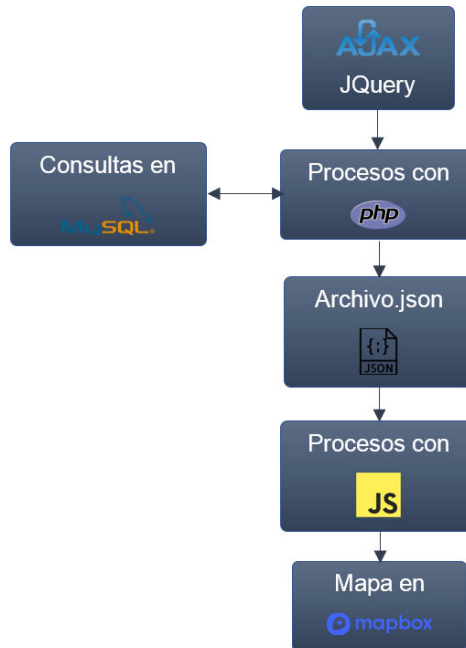 AJAX
JQuery
Consultas en
MySQL®
Procesos con
php
Archivo.json
{;}
JSON
Procesos con
JS
Mapa en
mapbox